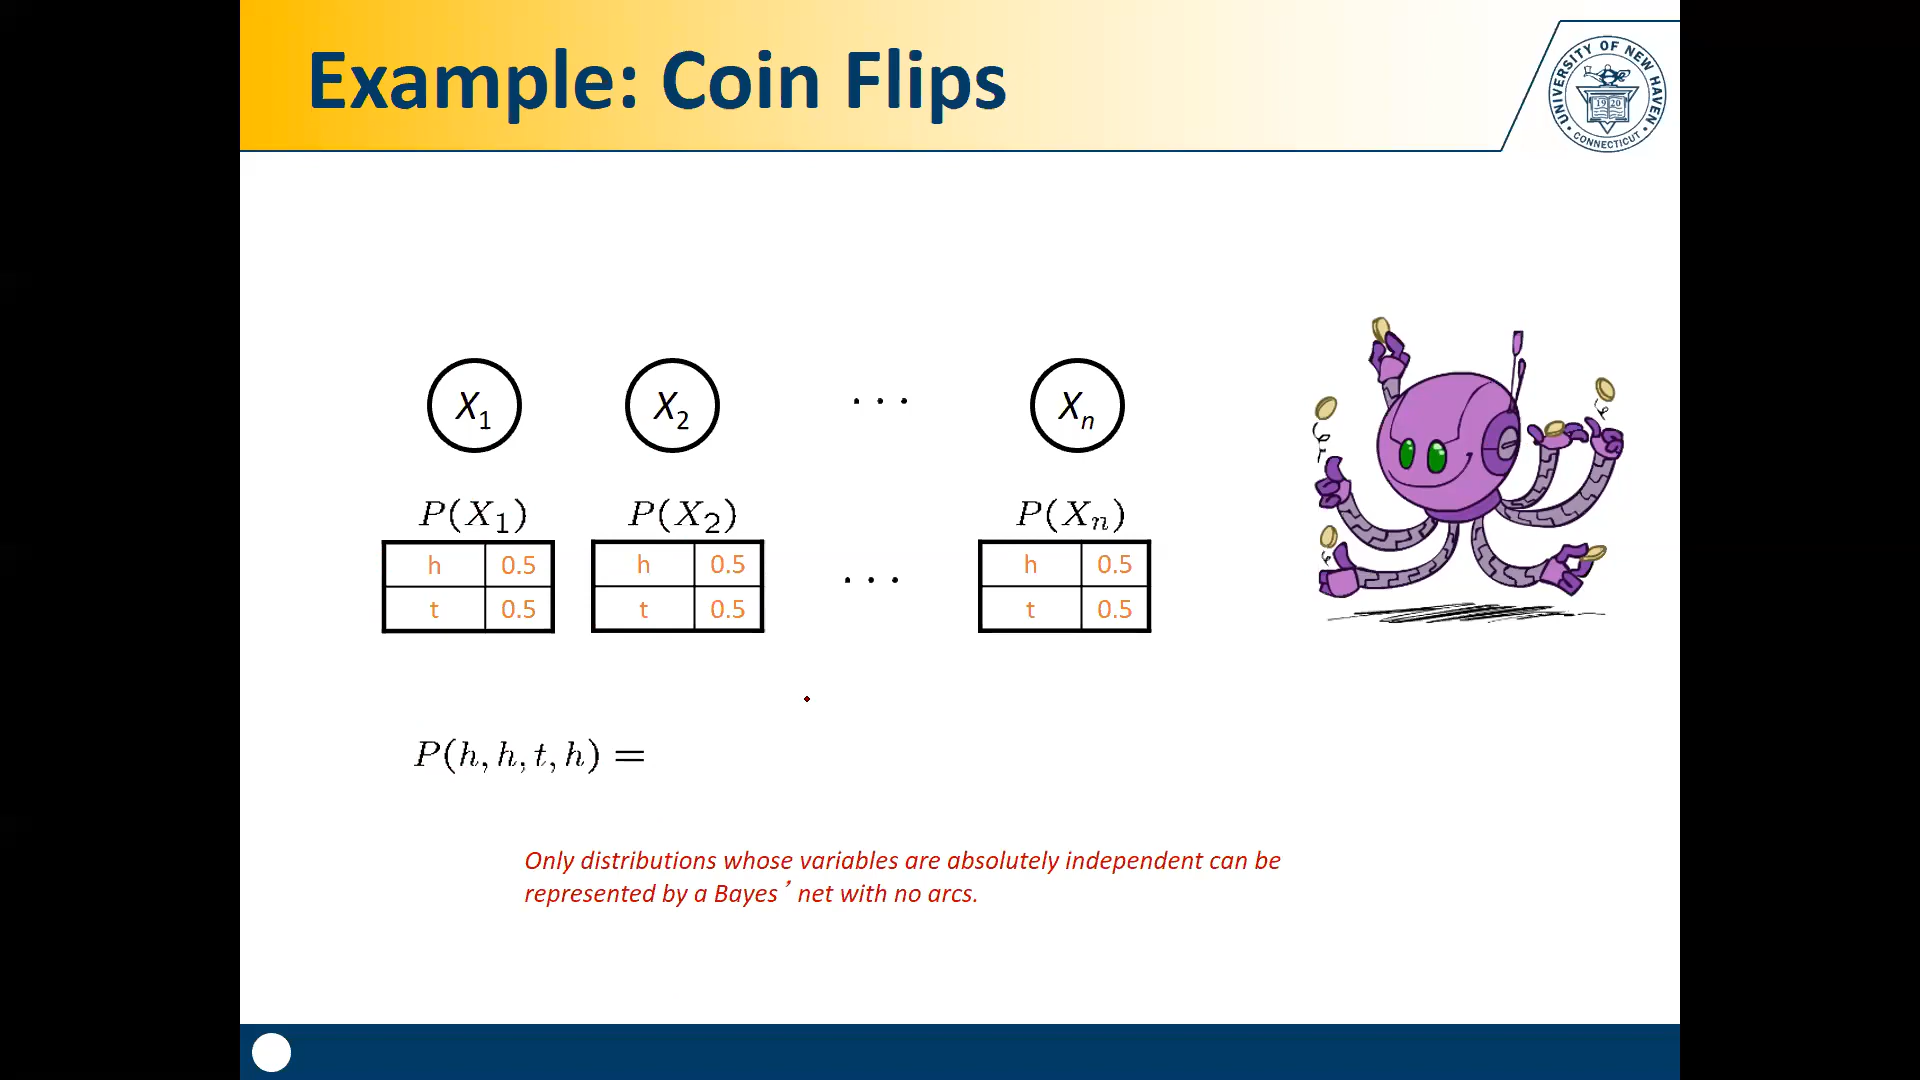 Example: Coin Flips
UNIVERSITY OF NEW HAVEN
1920
CONNECTICUT
X1 X2 ... Xn
P(X1) P(X2) P(Xn)
h 0.5 h 0.5 ... h 0.5
t 0.5 t 0.5 t 0.5
P(h, h, t, h) =
Only distributions whose variables are absolutely independent can be
represented by a Bayes’ net with no arcs.